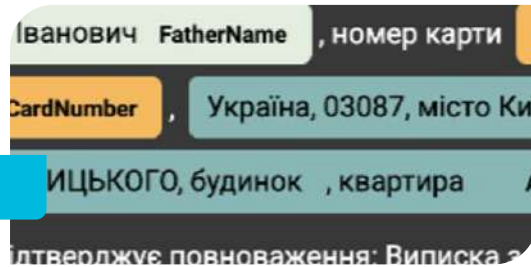 Іванович FatherName , номер карти
CardNumber , Україна, 03087, місто Ки
ИЦЬКОГО, будинок , квартира
ідтверджує повноваження: Виписка з